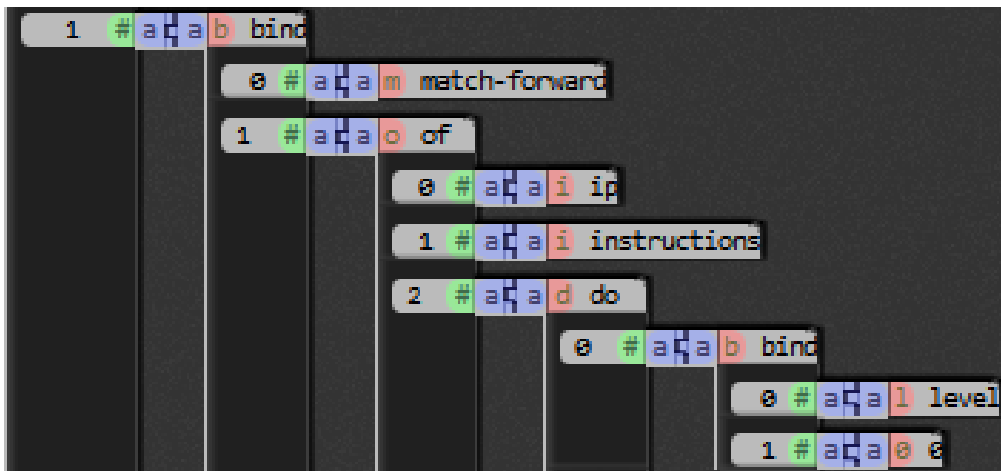 1 # a ꜩ a b bind
0 # a ꜩ a m match-forward
1 # a ꜩ a o of
0 # a ꜩ a i ip
1 # a ꜩ a i instructions
2 # a ꜩ a d do
0 # a ꜩ a b bind
0 # a ꜩ a l level
1 # a ꜩ a 0 0